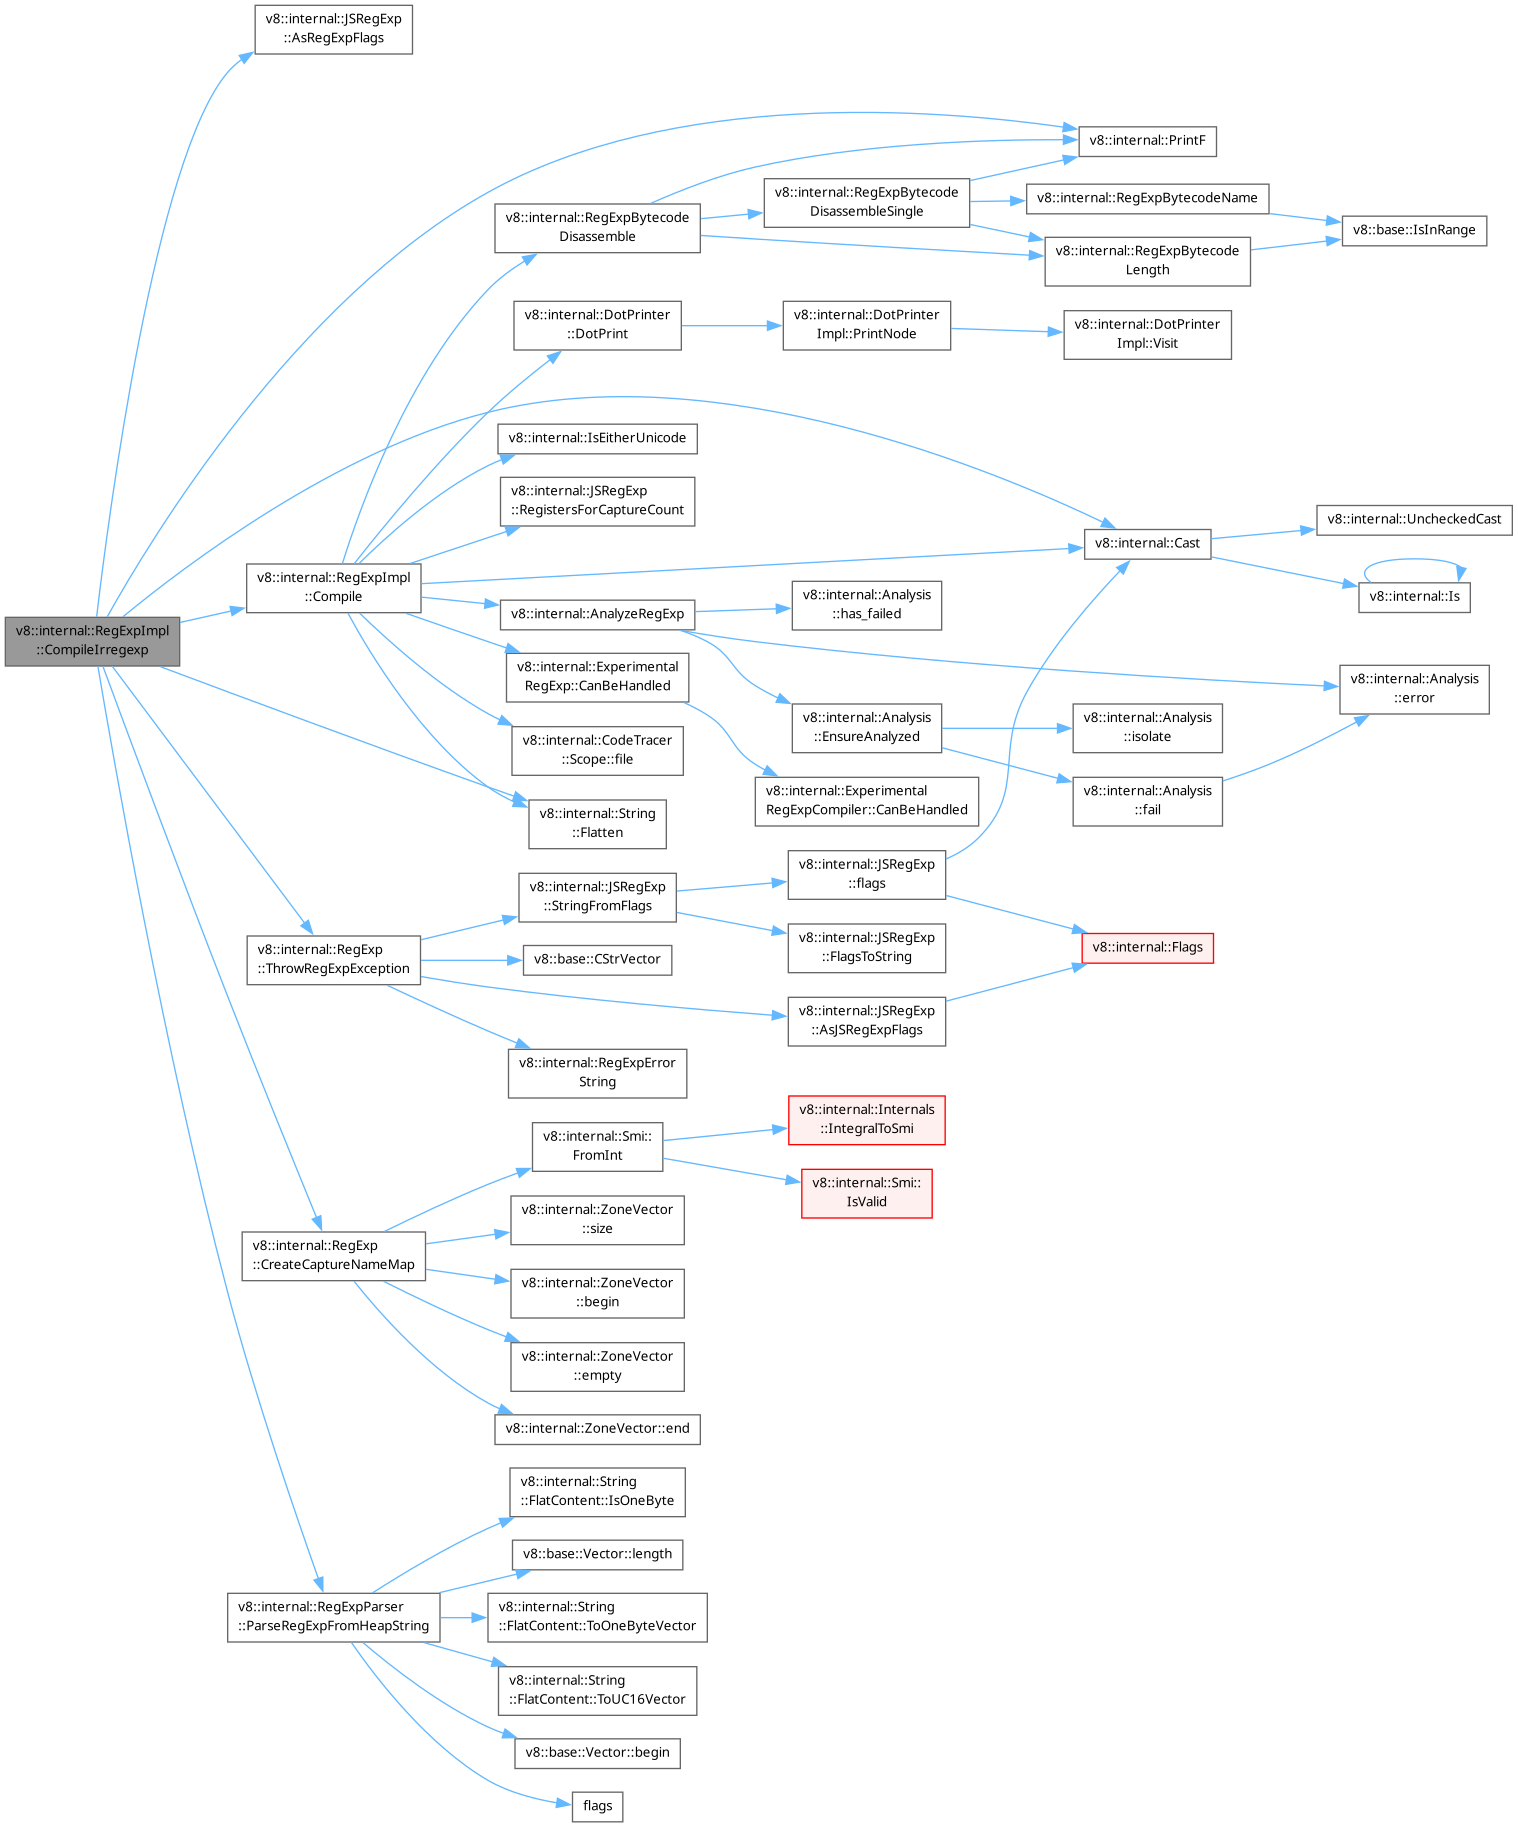 v8::internal::JSRegExp
::AsRegExpFlags
v8::internal::PrintF
v8::internal::RegExpBytecode
DisassembleSingle
v8::internal::RegExpBytecodeName
v8::internal::RegExpBytecode
Disassemble
v8::base::IsInRange
v8::internal::RegExpBytecode
Length
v8::internal::DotPrinter
::DotPrint
v8::internal::DotPrinter
Impl::PrintNode
v8::internal::DotPrinter
Impl::Visit
v8::internal::IsEitherUnicode
v8::internal::JSRegExp
::RegistersForCaptureCount
v8::internal::UncheckedCast
v8::internal::Cast
v8::internal::RegExpImpl
::Compile
v8::internal::Is
v8::internal::AnalyzeRegExp
v8::internal::Analysis
::has_failed
v8::internal::RegExpImpl
::CompileIrregexp
v8::internal::Experimental
RegExp::CanBeHandled
v8::internal::Analysis
::error
v8::internal::Analysis
::EnsureAnalyzed
v8::internal::Analysis
::isolate
v8::internal::CodeTracer
::Scope::file
v8::internal::Experimental
RegExpCompiler::CanBeHandled
v8::internal::Analysis
::fail
v8::internal::String
::Flatten
v8::internal::JSRegExp
::flags
v8::internal::JSRegExp
::StringFromFlags
v8::internal::JSRegExp
::FlagsToString
v8::internal::Flags
v8::internal::RegExp
::ThrowRegExpException
v8::base::CStrVector
v8::internal::JSRegExp
::AsJSRegExpFlags
v8::internal::RegExpError
String
v8::internal::Internals
::IntegralToSmi
v8::internal::Smi::
FromInt
v8::internal::Smi::
IsValid
v8::internal::ZoneVector
::size
v8::internal::RegExp
::CreateCaptureNameMap
v8::internal::ZoneVector
::begin
v8::internal::ZoneVector
::empty
v8::internal::ZoneVector::end
v8::internal::String
::FlatContent::IsOneByte
v8::base::Vector::length
v8::internal::RegExpParser
::ParseRegExpFromHeapString
v8::internal::String
::FlatContent::ToOneByteVector
v8::internal::String
::FlatContent::ToUC16Vector
v8::base::Vector::begin
flags